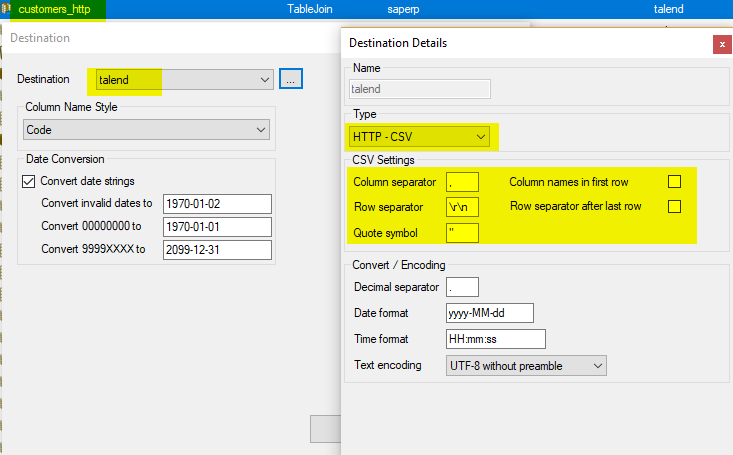 customers_http TableJoin saperp talend
Destination
Destination talend ...
Column Name Style
Code
Date Conversion
Convert date strings
Convert invalid dates to 1970-01-02
Convert 00000000 to 1970-01-01
Convert 9999XXXX to 2099-12-31
Destination Details x
Name
talend
Type
HTTP - CSV
CSV Settings
Column separator , Column names in first row
Row separator \r\n Row separator after last row
Quote symbol "
Convert / Encoding
Decimal separator .
Date format yyyy-MM-dd
Time format HH:mm:ss
Text encoding UTF-8 without preamble